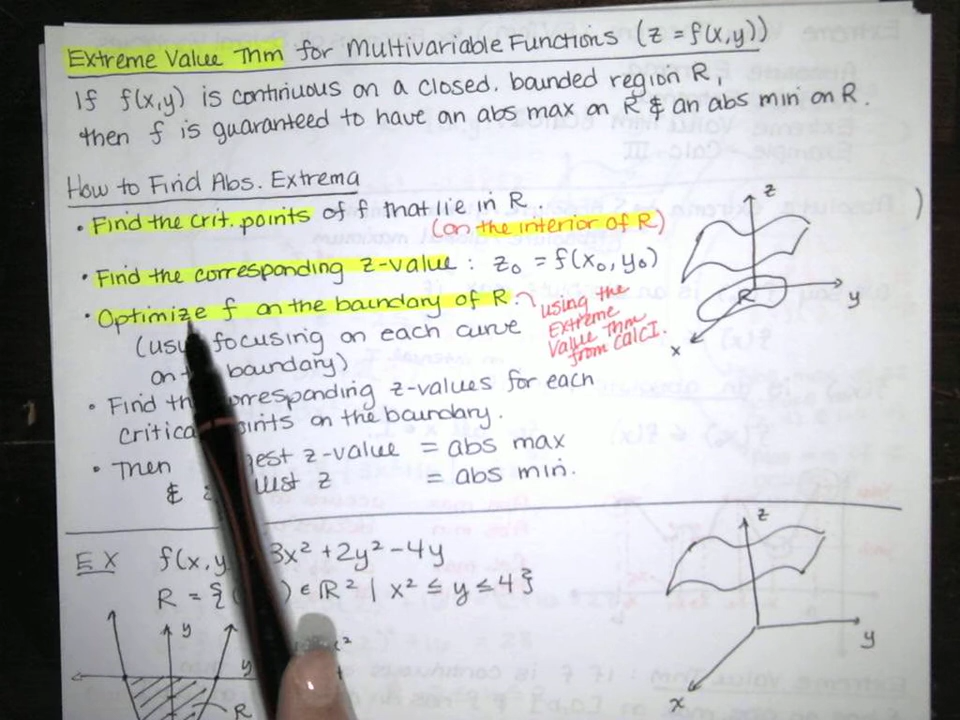 Extreme Value Thm for Multivariable Functions (z = f(x,y))
If f(x,y) is continuous on a closed, bounded region R,
then f is guaranteed to have an abs max on R & an abs min on R.
How to Find Abs. Extrema
• Find the crit. points of f that lie in R.
(on the interior of R)
• Find the corresponding z-value : z₀ = f(x₀, y₀)
• Optimize f on the boundary of R.
using the
Extreme
Value Thm
from Calc I.
focusing on each curve
on boundary)
• Find corresponding z-values for each
points on the boundary.
• Then z-value = abs max
& z = abs min.
z
R
y
x
EX f(x,y 3x² + 2y² - 4y
R = { ) ∈ ℝ² | x² ≤ y ≤ 4}
y
y
R
z
y
x